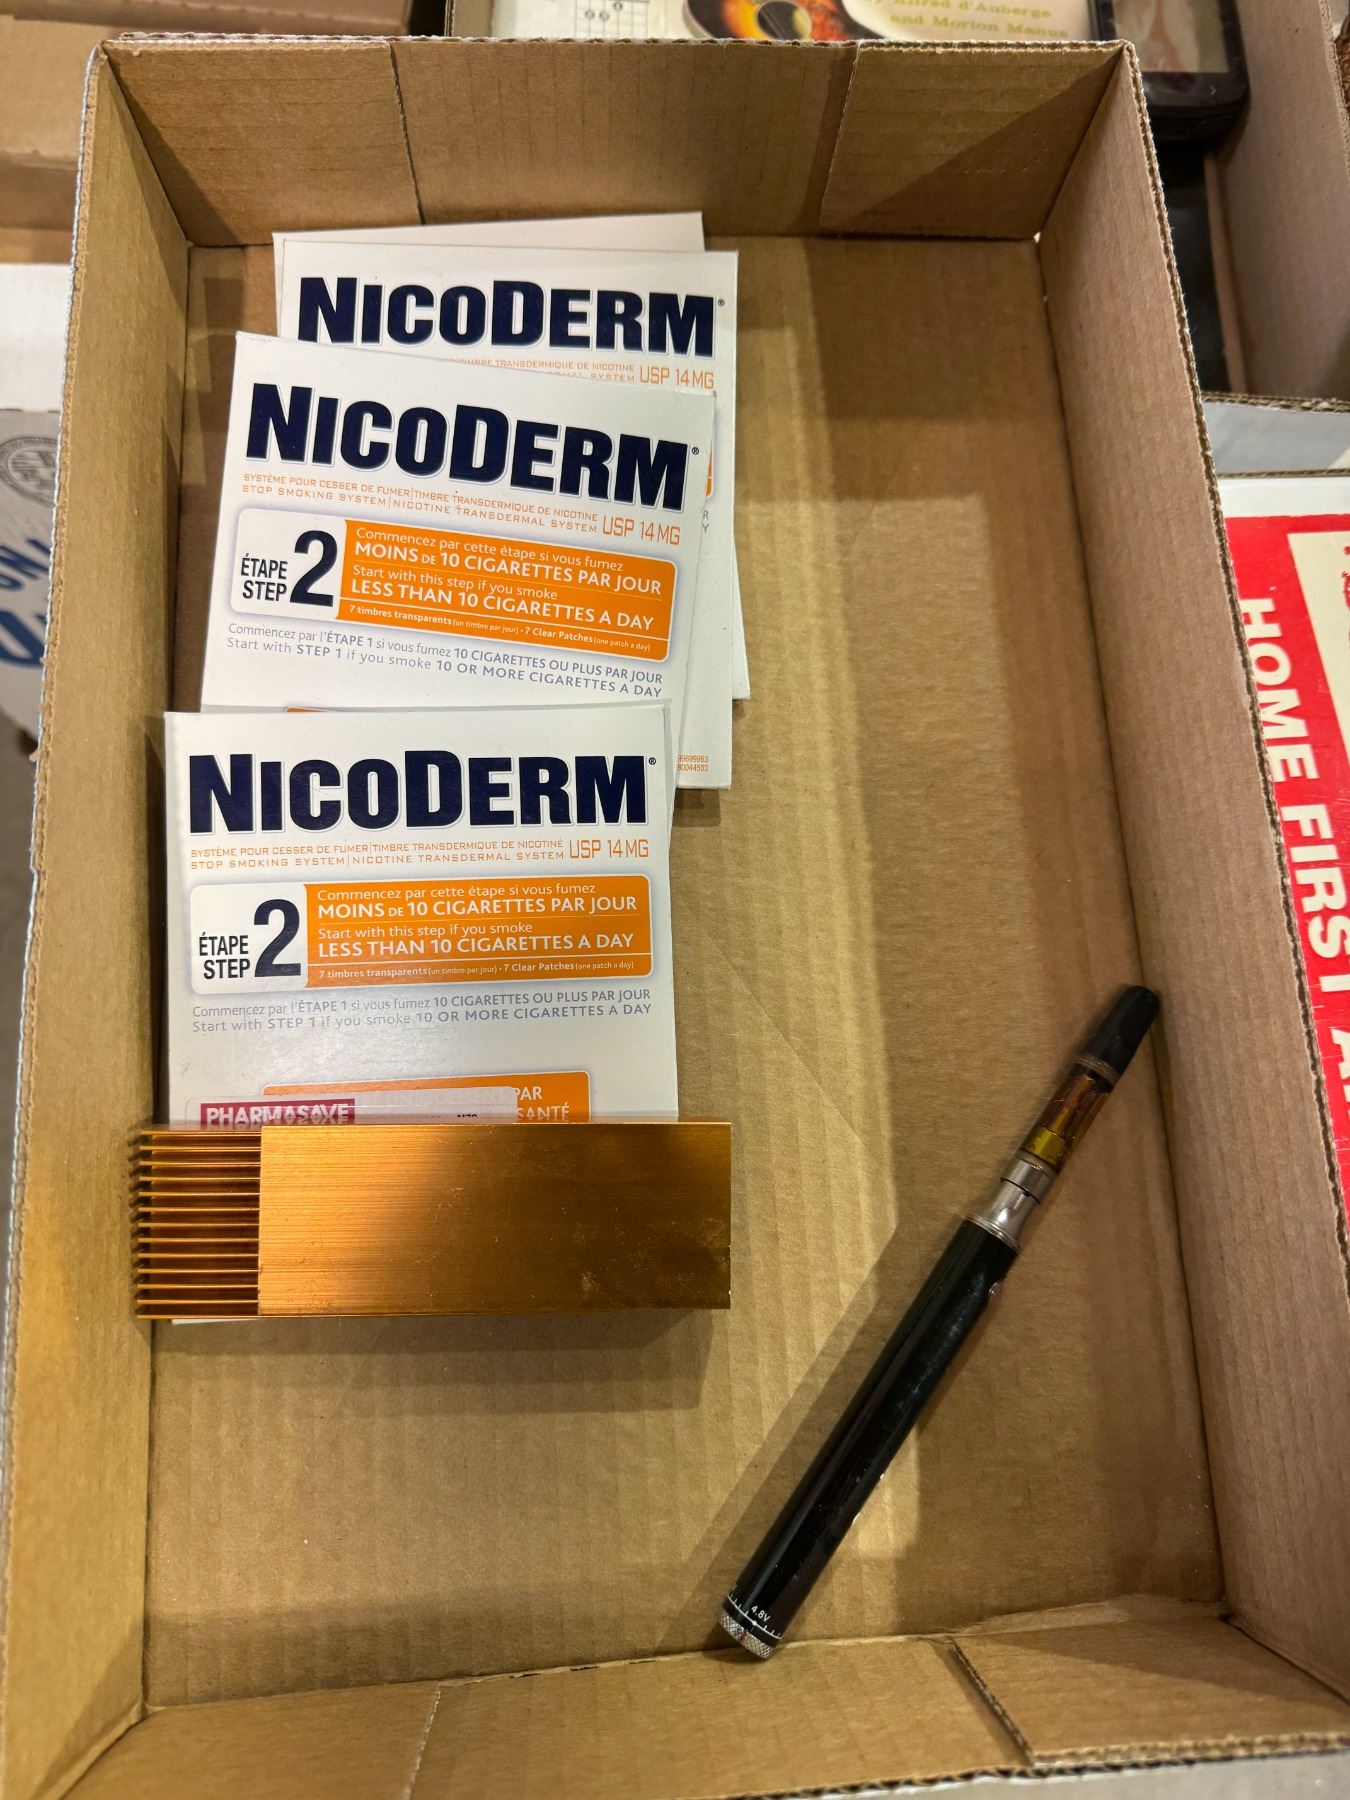 Alfred d'Auberge
and Morton Manus
NICODERM®
TIMBRE TRANSDERMIQUE DE NICOTINE
SYSTEM USP 14 MG
NICODERM®
SYSTÈME POUR CESSER DE FUMER|TIMBRE TRANSDERMIQUE DE NICOTINE
STOP SMOKING SYSTEM|NICOTINE TRANSDERMAL SYSTEM USP 14 MG
ÉTAPE
STEP 2
Commencez par cette étape si vous fumez
MOINS DE 10 CIGARETTES PAR JOUR
Start with this step if you smoke
LESS THAN 10 CIGARETTES A DAY
7 timbres transparents (un timbre par jour) • 7 Clear Patches (one patch a day)
Commencez par l'ÉTAPE 1 si vous fumez 10 CIGARETTES OU PLUS PAR JOUR
Start with STEP 1 if you smoke 10 OR MORE CIGARETTES A DAY
NICODERM®
SYSTÈME POUR CESSER DE FUMER|TIMBRE TRANSDERMIQUE DE NICOTINE
STOP SMOKING SYSTEM|NICOTINE TRANSDERMAL SYSTEM USP 14 MG
ÉTAPE
STEP 2
Commencez par cette étape si vous fumez
MOINS DE 10 CIGARETTES PAR JOUR
Start with this step if you smoke
LESS THAN 10 CIGARETTES A DAY
7 timbres transparents (un timbre par jour) • 7 Clear Patches (one patch a day)
Commencez par l'ÉTAPE 1 si vous fumez 10 CIGARETTES OU PLUS PAR JOUR
Start with STEP 1 if you smoke 10 OR MORE CIGARETTES A DAY
PAR
SANTÉ
PHARMASAVE
4.8V
HOME FIRST